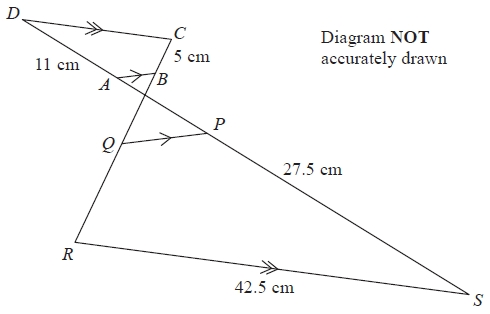 D
C
Diagram NOT
accurately drawn
5 cm
11 cm
A
B
P
Q
27.5 cm
R
42.5 cm
S